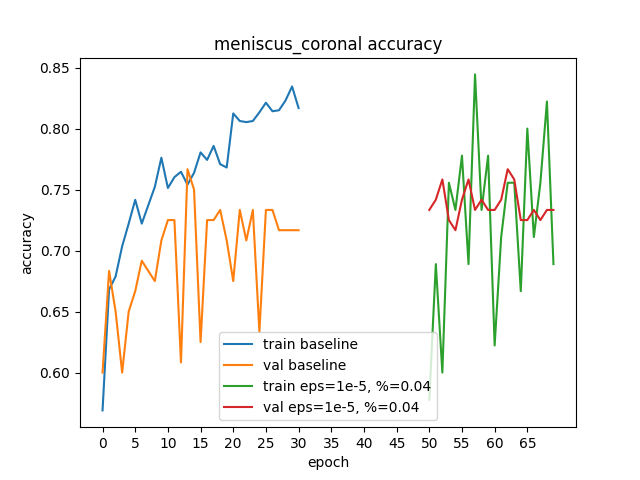 meniscus_coronal accuracy
0.85
0.80
0.75
0.70
0.65
0.60
accuracy
train baseline
val baseline
train eps=1e-5, %=0.04
val eps=1e-5, %=0.04
0 5 10 15 20 25 30 35 40 45 50 55 60 65
epoch